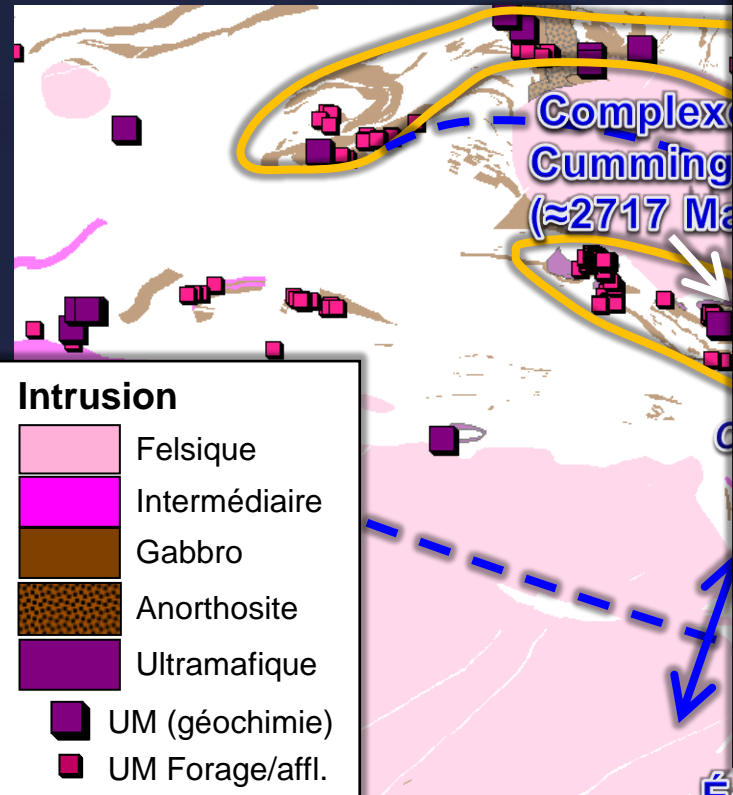 Complexe
Cumming
(≈2717 Ma
Intrusion
Felsique
Intermédiaire
Gabbro
Anorthosite
Ultramafique
UM (géochimie)
UM Forage/affl.